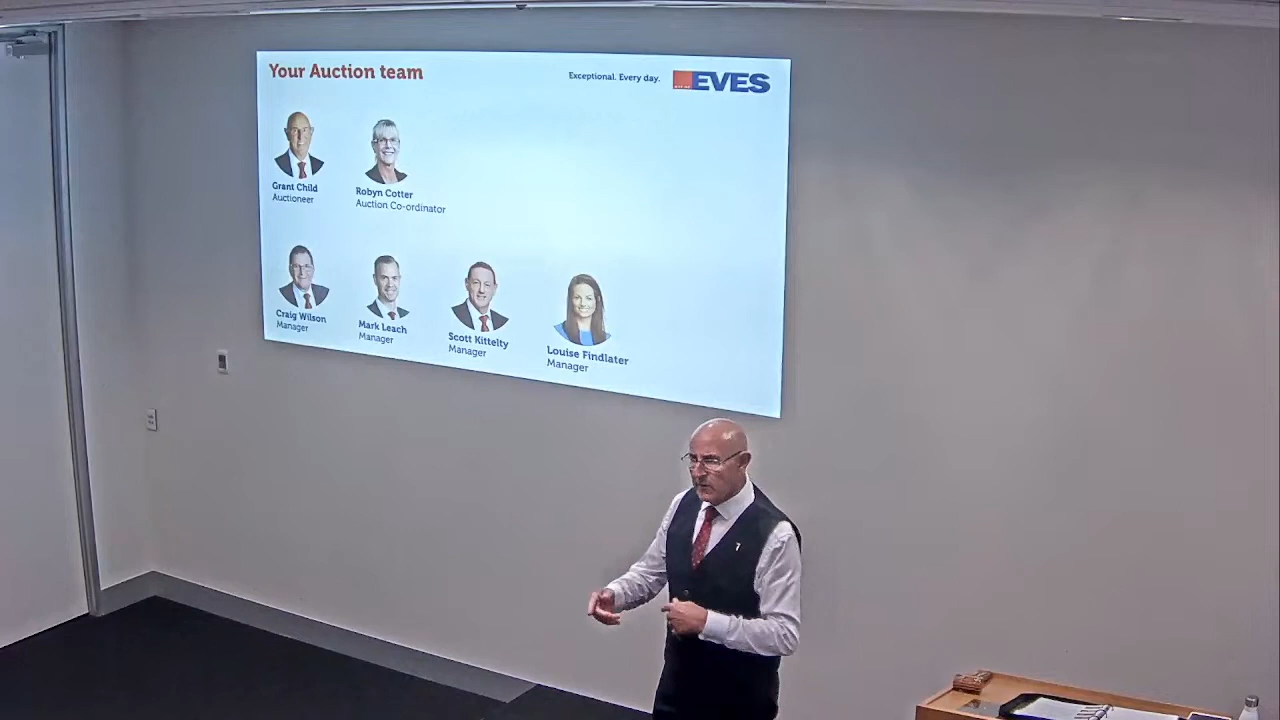 Your Auction team
Exceptional. Every day.
EVES
Grant Child
Auctioneer
Robyn Cotter
Auction Co-ordinator
Craig Wilson
Manager
Mark Leach
Manager
Scott Kittelty
Manager
Louise Findlater
Manager